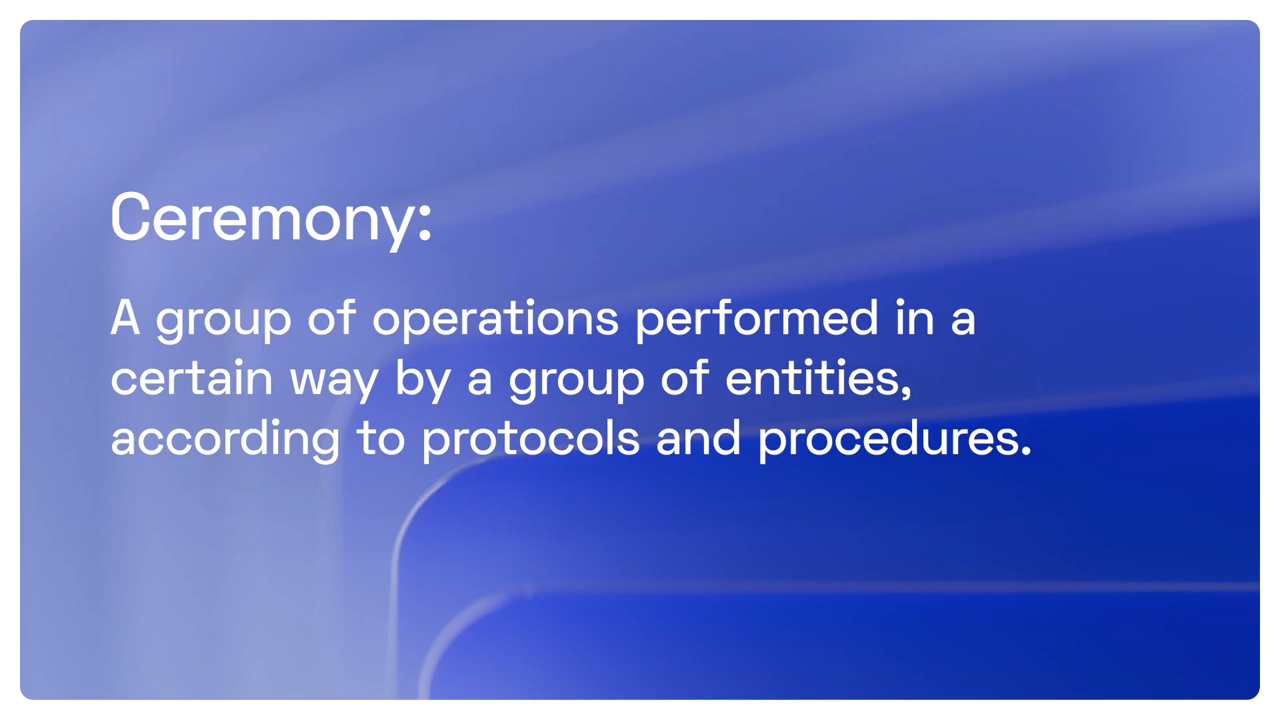 Ceremony:
A group of operations performed in a
certain way by a group of entities,
according to protocols and procedures.